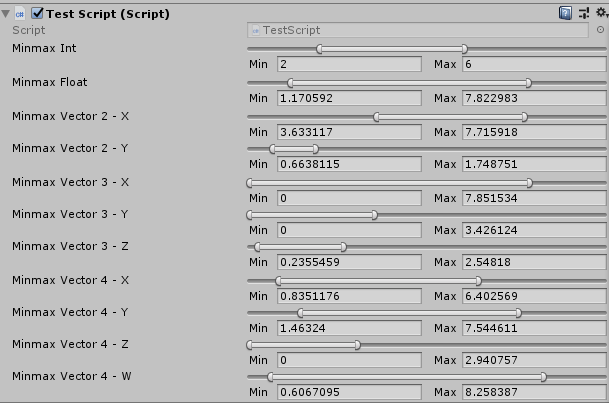 Test Script (Script)
Script TestScript
Minmax Int
Min 2 Max 6
Minmax Float
Min 1.170592 Max 7.822983
Minmax Vector 2 - X
Min 3.633117 Max 7.715918
Minmax Vector 2 - Y
Min 0.6638115 Max 1.748751
Minmax Vector 3 - X
Min 0 Max 7.851534
Minmax Vector 3 - Y
Min 0 Max 3.426124
Minmax Vector 3 - Z
Min 0.2355459 Max 2.54818
Minmax Vector 4 - X
Min 0.8351176 Max 6.402569
Minmax Vector 4 - Y
Min 1.46324 Max 7.544611
Minmax Vector 4 - Z
Min 0 Max 2.940757
Minmax Vector 4 - W
Min 0.6067095 Max 8.258387